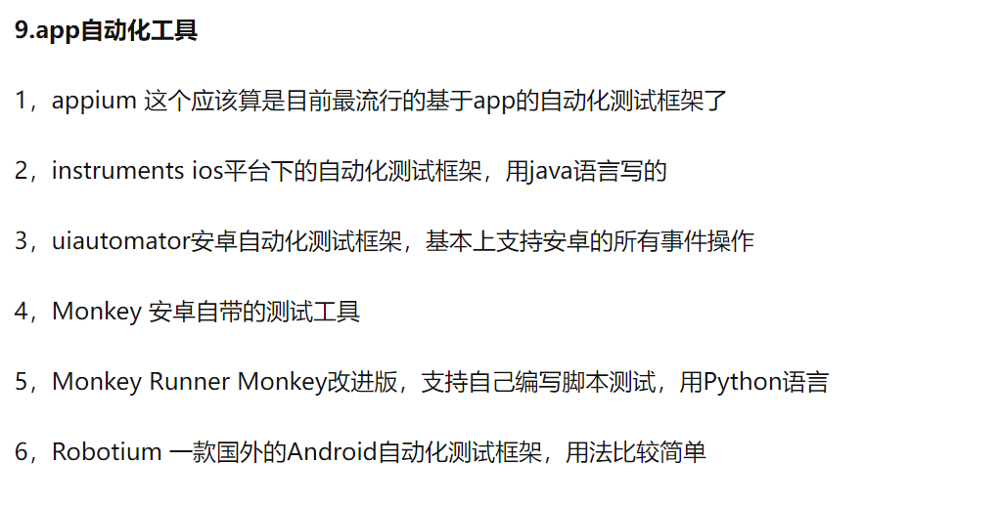 9.app自动化工具
1，appium 这个应该算是目前最流行的基于app的自动化测试框架了
2，instruments ios平台下的自动化测试框架，用java语言写的
3，uiautomator安卓自动化测试框架，基本上支持安卓的所有事件操作
4，Monkey 安卓自带的测试工具
5，Monkey Runner Monkey改进版，支持自己编写脚本测试，用Python语言
6，Robotium 一款国外的Android自动化测试框架，用法比较简单